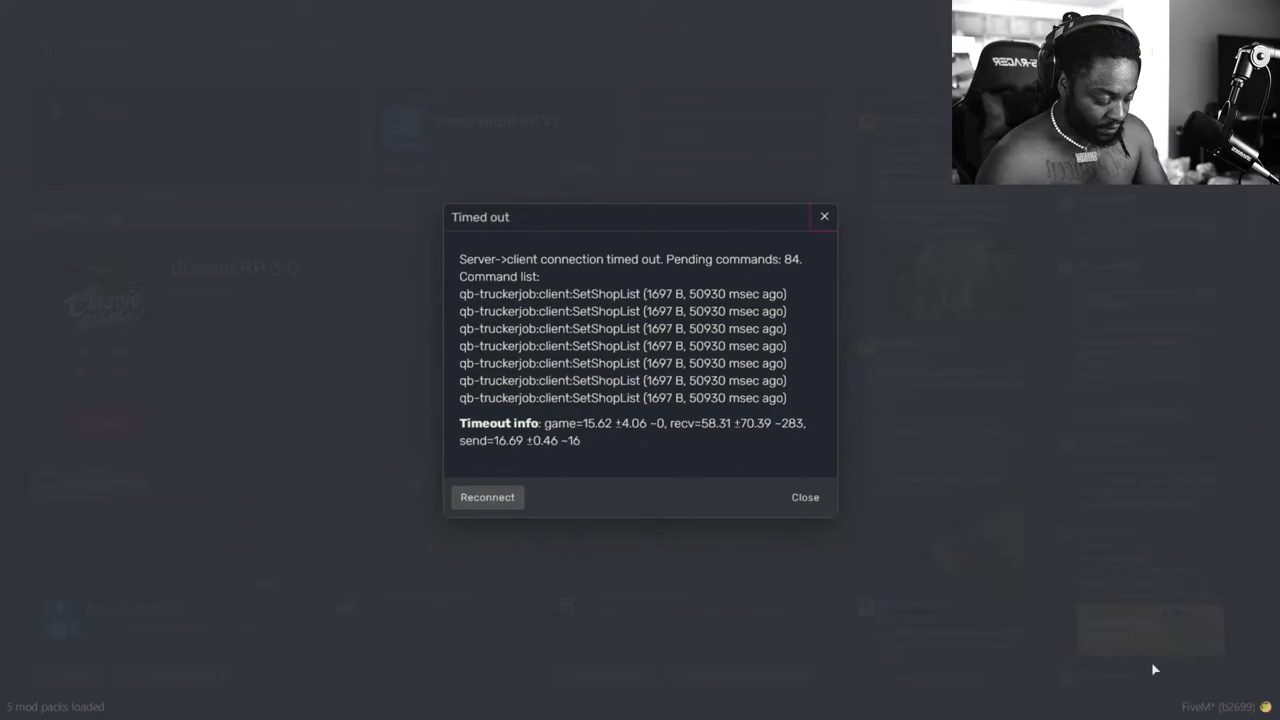 Timed out
Server->client connection timed out. Pending commands: 84.
Command list:
qb-truckerjob:client:SetShopList (1697 B, 50930 msec ago)
qb-truckerjob:client:SetShopList (1697 B, 50930 msec ago)
qb-truckerjob:client:SetShopList (1697 B, 50930 msec ago)
qb-truckerjob:client:SetShopList (1697 B, 50930 msec ago)
qb-truckerjob:client:SetShopList (1697 B, 50930 msec ago)
qb-truckerjob:client:SetShopList (1697 B, 50930 msec ago)
qb-truckerjob:client:SetShopList (1697 B, 50930 msec ago)
Timeout info: game=15.62 ±4.06 ~0, recv=58.31 ±70.39 ~283,
send=16.69 ±0.46 ~16
Reconnect
Close
Classic RP 3.0
5 mod packs loaded
FiveM* (b2699)